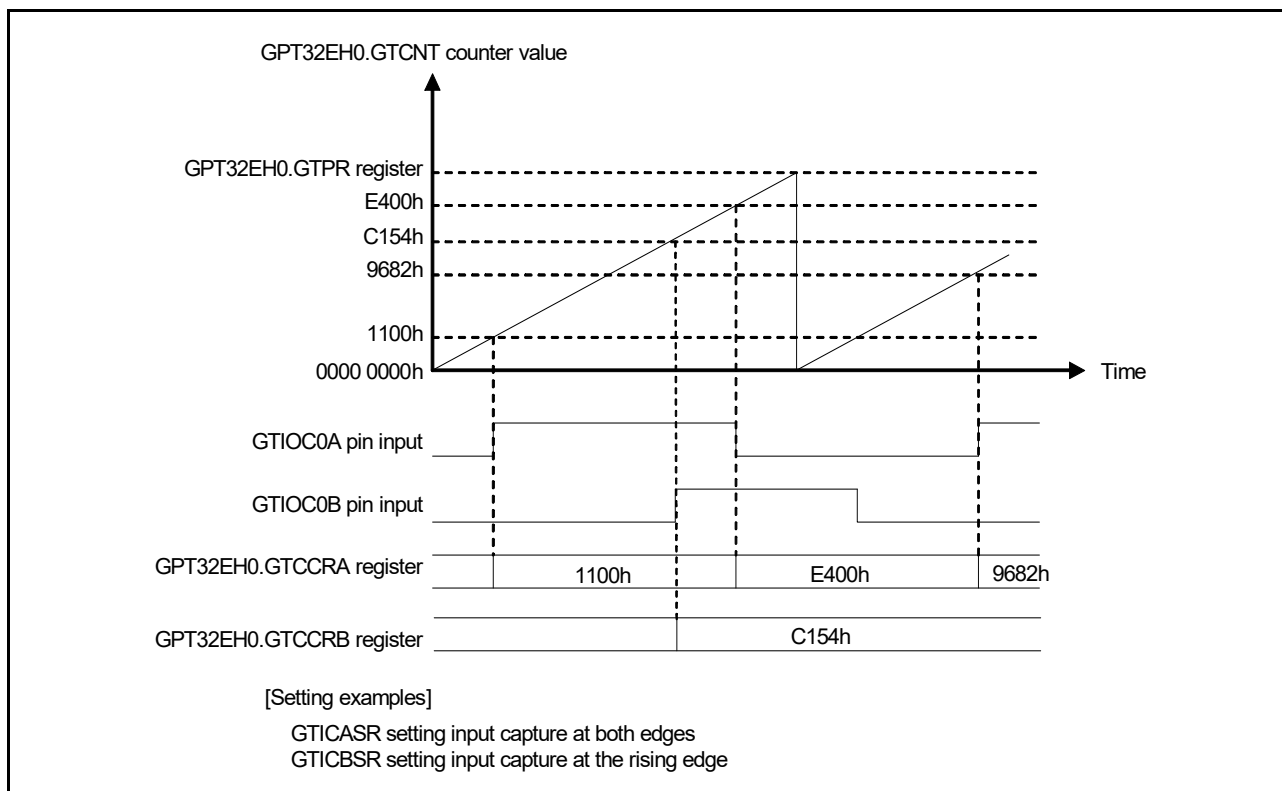 GPT32EH0.GTCNT counter value
GPT32EH0.GTPR register
E400h
C154h
9682h
1100h
0000 0000h
Time
GTIOC0A pin input
GTIOC0B pin input
GPT32EH0.GTCCRA register
1100h
E400h
9682h
GPT32EH0.GTCCRB register
C154h
[Setting examples]
GTICASR setting input capture at both edges
GTICBSR setting input capture at the rising edge